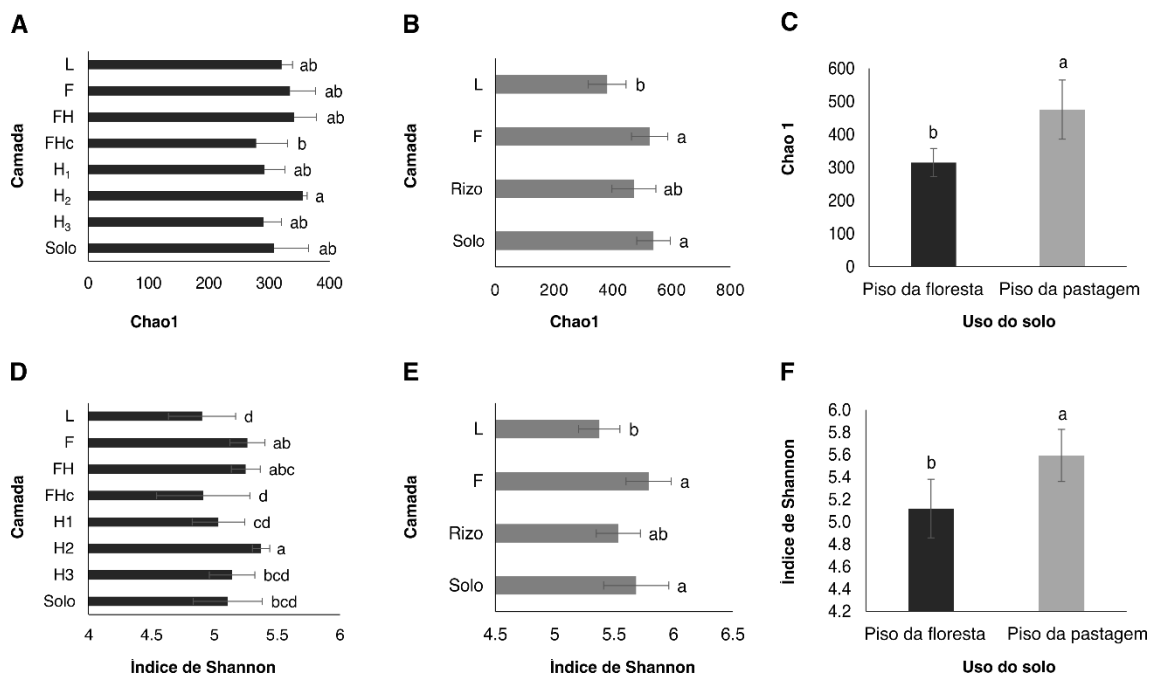 A
L ab
F ab
FH ab
FHc b
H₁ ab
H₂ a
H₃ ab
Solo ab
0 100 200 300 400
Camada
Chao1
B
L b
F a
Rizo ab
Solo a
0 200 400 600 800
Camada
Chao1
C
600
500
400
300
200
100
0
Chao 1
b a
Piso da floresta Piso da pastagem
Uso do solo
D
L d
F ab
FH abc
FHc d
H1 cd
H2 a
H3 bcd
Solo bcd
4 4.5 5 5.5 6
Camada
Índice de Shannon
E
L b
F a
Rizo ab
Solo a
4.5 5 5.5 6 6.5
Camada
Índice de Shannon
F
6.0
5.8
5.6
5.4
5.2
5.0
4.8
4.6
4.4
4.2
Índice de Shannon
b a
Piso da floresta Piso da pastagem
Uso do solo